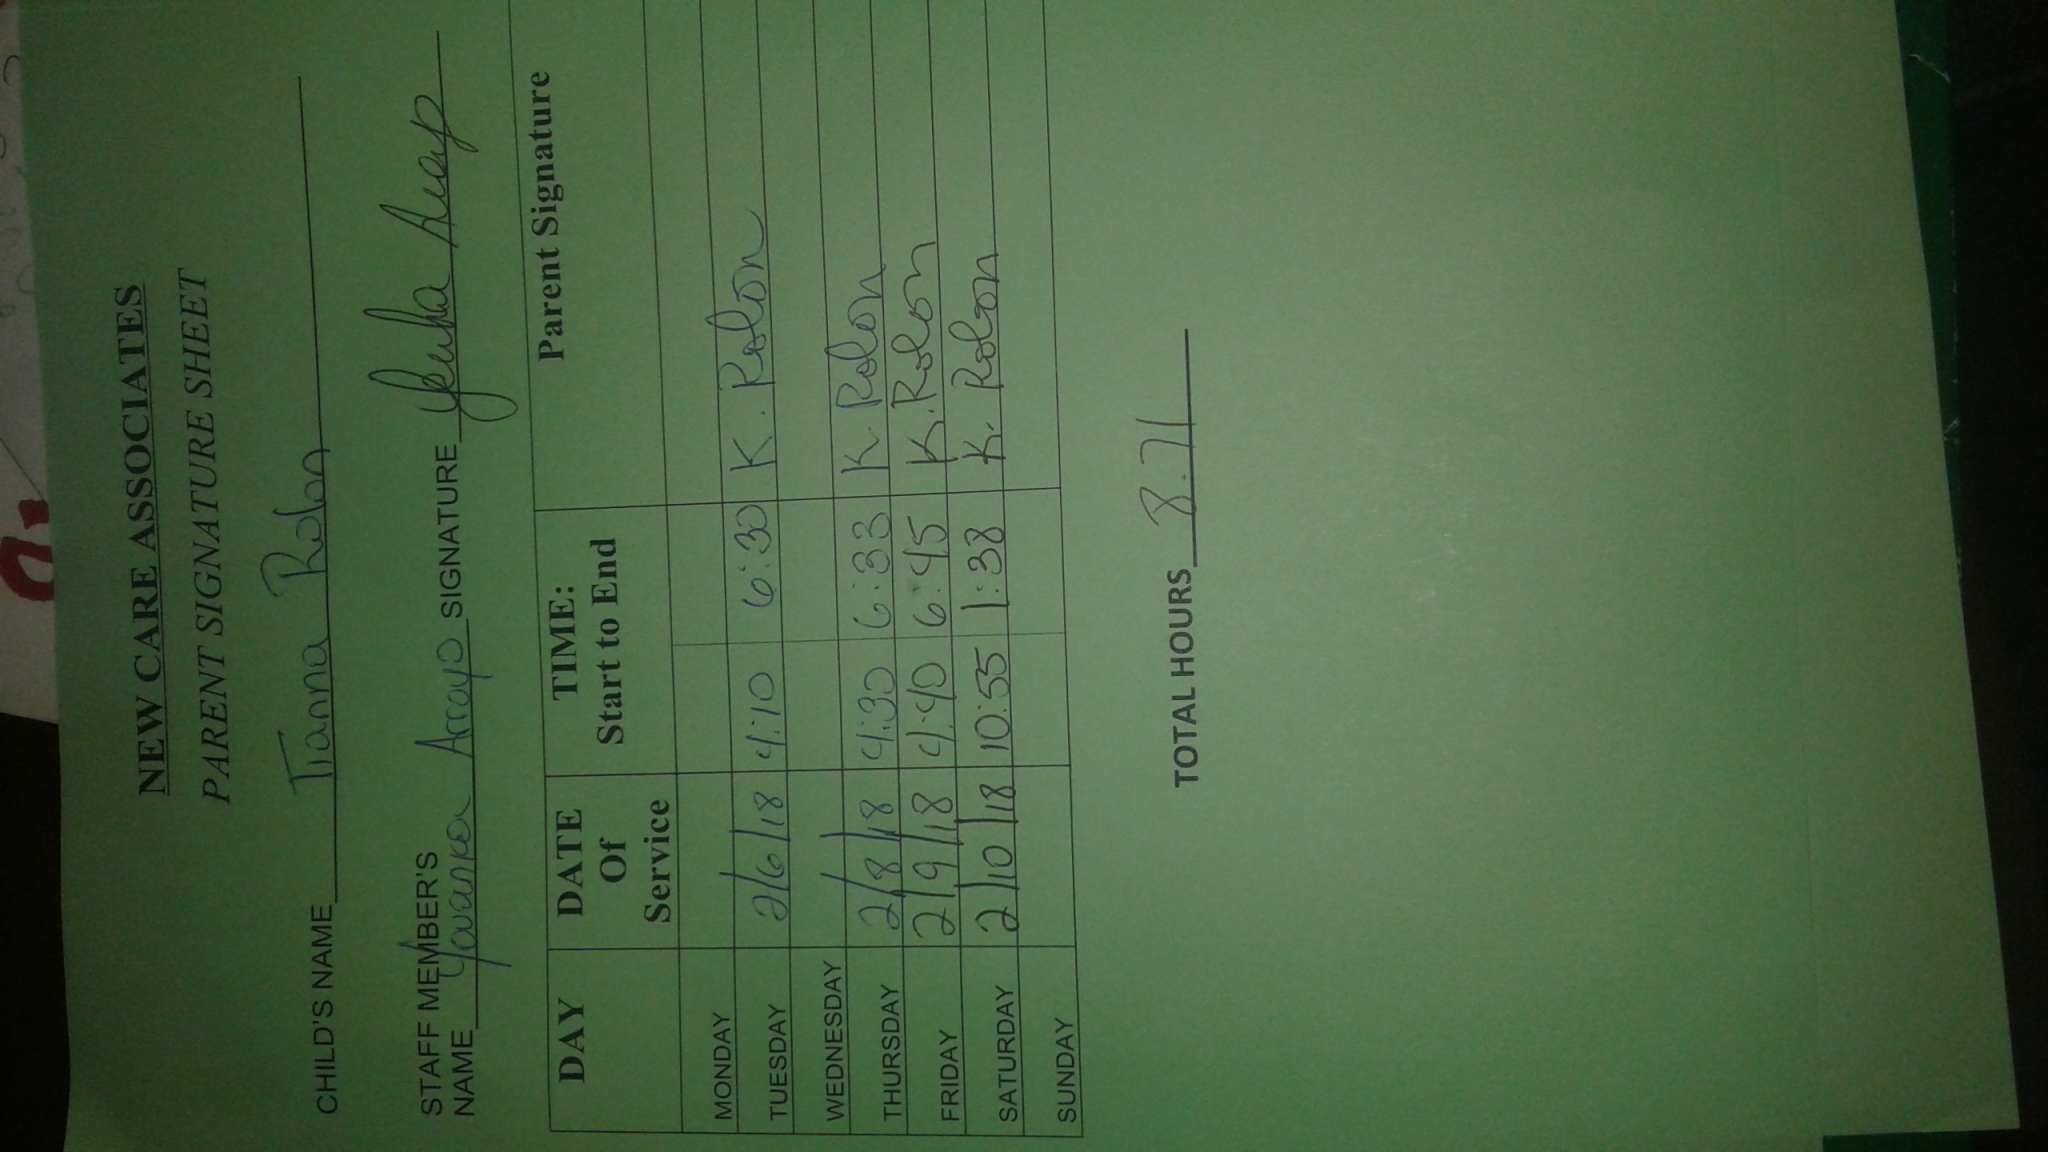 NEW CARE ASSOCIATES
PARENT SIGNATURE SHEET
CHILD'S NAME Tianna Rolon
STAFF MEMBER'S
NAME Arroyo SIGNATURE
DAY DATE Of Service TIME: Start to End Parent Signature
MONDAY
TUESDAY 2/6/18 4:10 6:30 K. Rolon
WEDNESDAY
THURSDAY 2/8/18 4:30 6:33 K. Rolon
FRIDAY 2/9/18 4:40 6:45 K. Rolon
SATURDAY 2/10/18 10:55 1:38 K. Rolon
SUNDAY
TOTAL HOURS 8.71